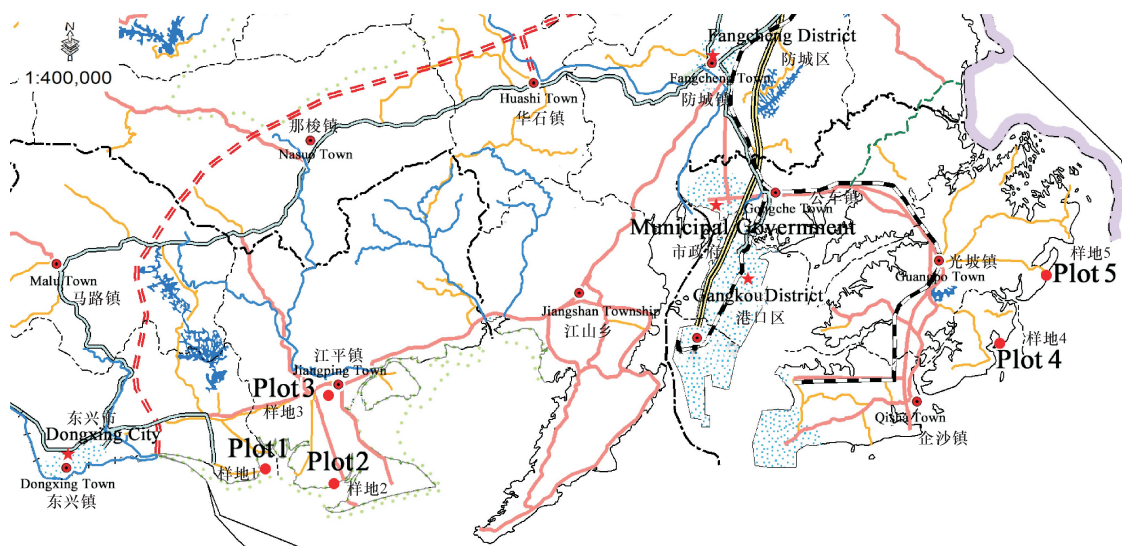 N
1:400,000
Fangcheng District
防城区
Fangcheng Town
防城镇
Huashi Town
华石镇
那梭镇
Nasuo Town
公车镇
Gongche Town
Municipal Government
市政府
样地5
Plot 5
光坡镇
Guangpo Town
Malu Town
马路镇
Gangkou District
港口区
Jiangshan Township
江山乡
样地4
Plot 4
江平镇
Jiangping Town
Plot 3
样地3
Qisha Town
企沙镇
东兴市
Dongxing City
Dongxing Town
东兴镇
Plot1
样地1
Plot2
样地2